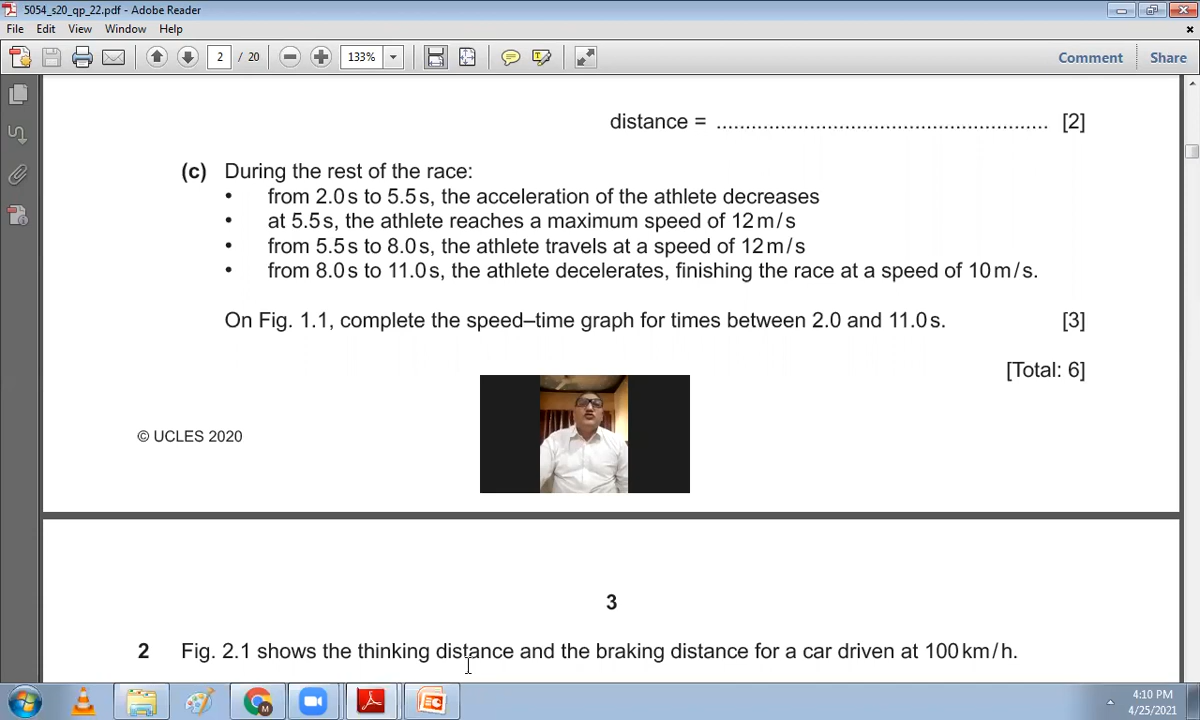 5054_s20_qp_22.pdf - Adobe Reader
File Edit View Window Help
2 / 20 133% Comment Share
distance = ........................................................ [2]
(c) During the rest of the race:
• from 2.0 s to 5.5 s, the acceleration of the athlete decreases
• at 5.5 s, the athlete reaches a maximum speed of 12 m / s
• from 5.5 s to 8.0 s, the athlete travels at a speed of 12 m / s
• from 8.0 s to 11.0 s, the athlete decelerates, finishing the race at a speed of 10 m / s.
On Fig. 1.1, complete the speed–time graph for times between 2.0 and 11.0 s. [3]
[Total: 6]
© UCLES 2020
3
2 Fig. 2.1 shows the thinking distance and the braking distance for a car driven at 100 km / h.
4:10 PM
4/25/2021